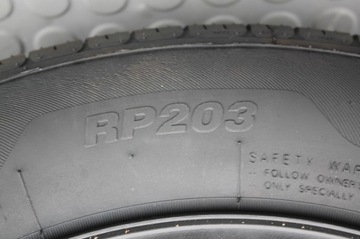 RP203
SAFETY WAR
- FOLLOW OWNER
ONLY SPECIALLY